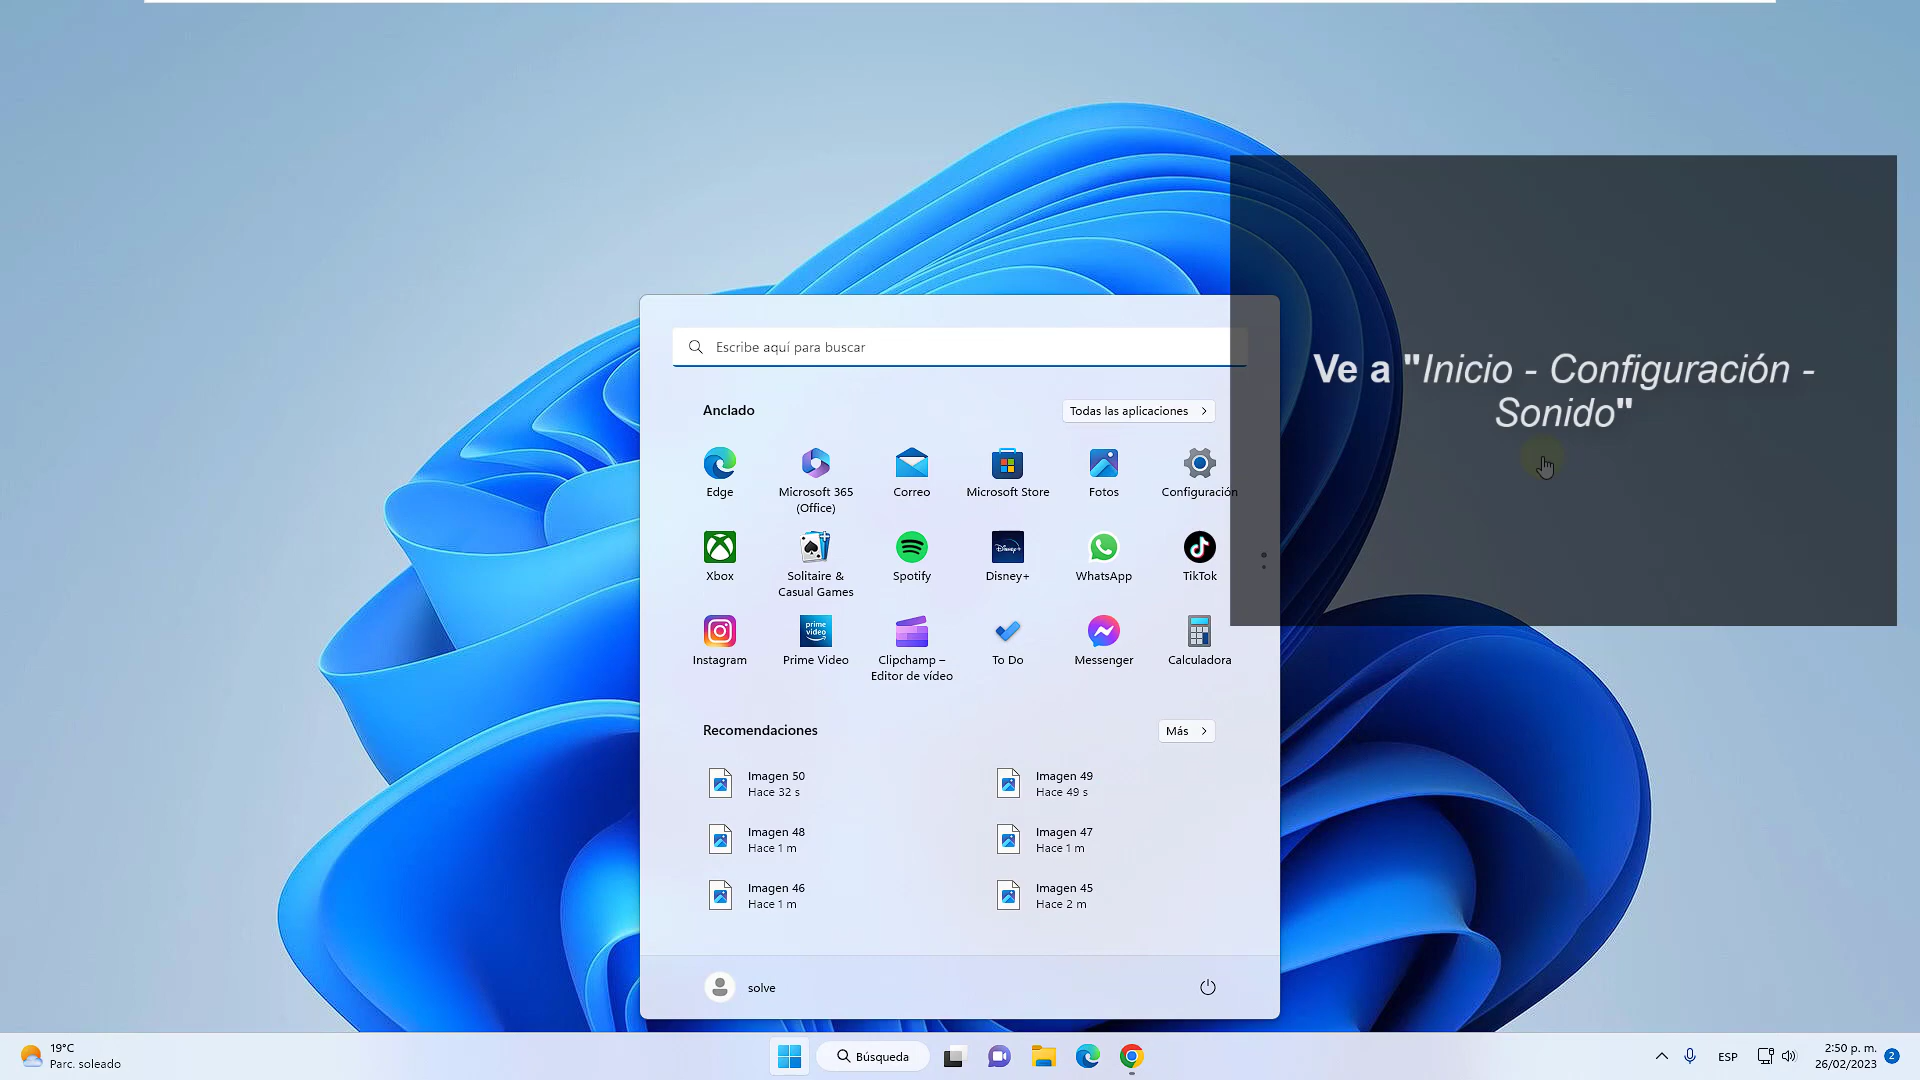 Escribe aquí para buscar
Anclado
Todas las aplicaciones
Edge
Microsoft 365
(Office)
Correo
Microsoft Store
Fotos
Configuración
Xbox
Solitaire &
Casual Games
Spotify
Disney+
WhatsApp
TikTok
Instagram
prime
video
Prime Video
Clipchamp –
Editor de vídeo
To Do
Messenger
Calculadora
Recomendaciones
Más
Imagen 50
Hace 32 s
Imagen 49
Hace 49 s
Imagen 48
Hace 1 m
Imagen 47
Hace 1 m
Imagen 46
Hace 1 m
Imagen 45
Hace 2 m
solve
Ve a "Inicio - Configuración -
Sonido"
19°C
Parc. soleado
Búsqueda
ESP
2:50 p. m.
26/02/2023
2